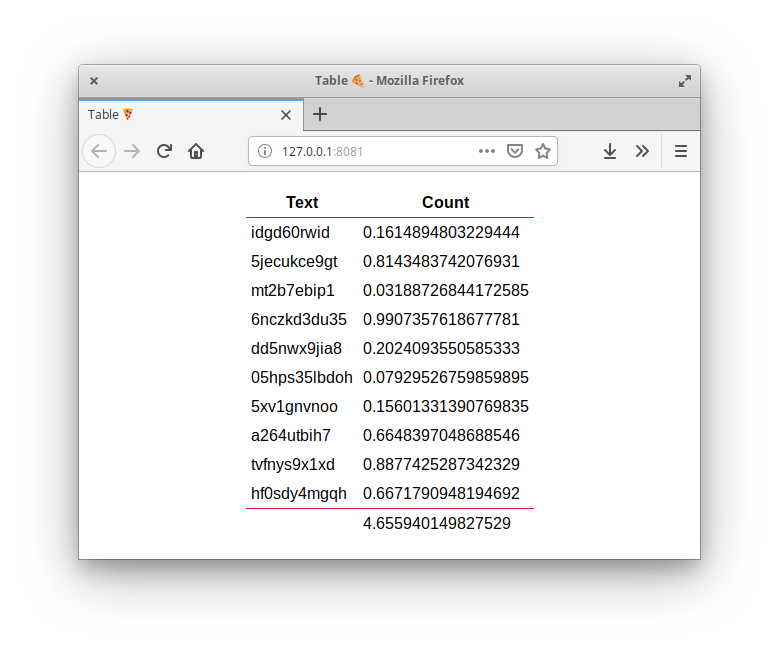 Table 🍕 - Mozilla Firefox
Table 🍕
127.0.0.1:8081
Text Count
idgd60rwid 0.1614894803229444
5jecukce9gt 0.8143483742076931
mt2b7ebip1 0.03188726844172585
6nczkd3du35 0.9907357618677781
dd5nwx9jia8 0.2024093550585333
05hps35lbdoh 0.07929526759859895
5xv1gnvnoo 0.15601331390769835
a264utbih7 0.6648397048688546
tvfnys9x1xd 0.8877425287342329
hf0sdy4mgqh 0.6671790948194692
4.655940149827529